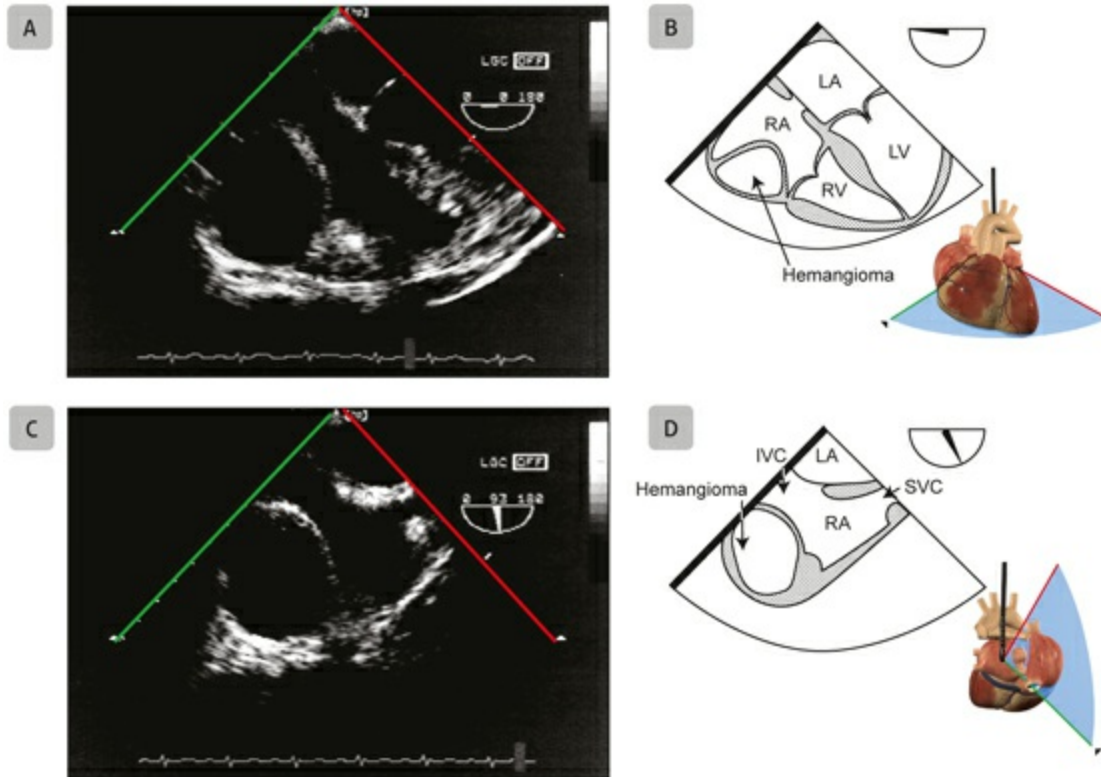 A
LGC OFF
0 0 180
B
LA
RA
LV
RV
Hemangioma
C
LGC OFF
0 93 180
D
IVC
LA
Hemangioma
SVC
RA